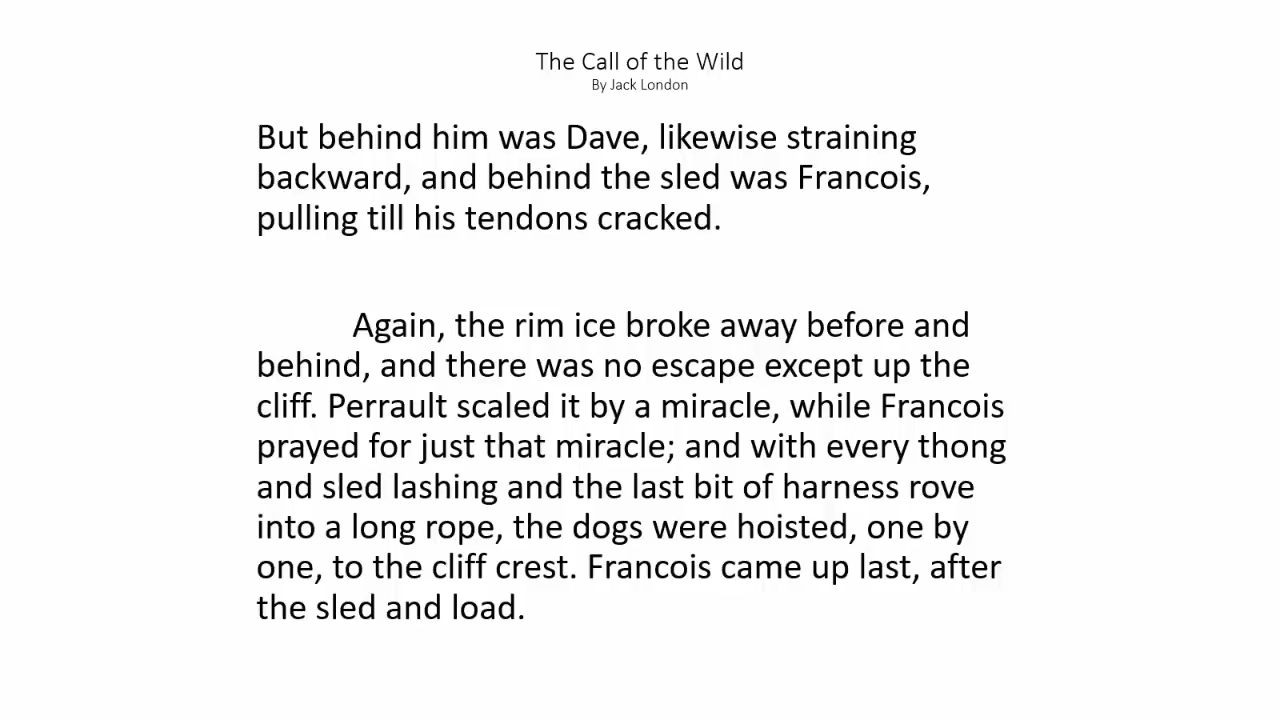 The Call of the Wild
By Jack London
But behind him was Dave, likewise straining
backward, and behind the sled was Francois,
pulling till his tendons cracked.
Again, the rim ice broke away before and
behind, and there was no escape except up the
cliff. Perrault scaled it by a miracle, while Francois
prayed for just that miracle; and with every thong
and sled lashing and the last bit of harness rove
into a long rope, the dogs were hoisted, one by
one, to the cliff crest. Francois came up last, after
the sled and load.